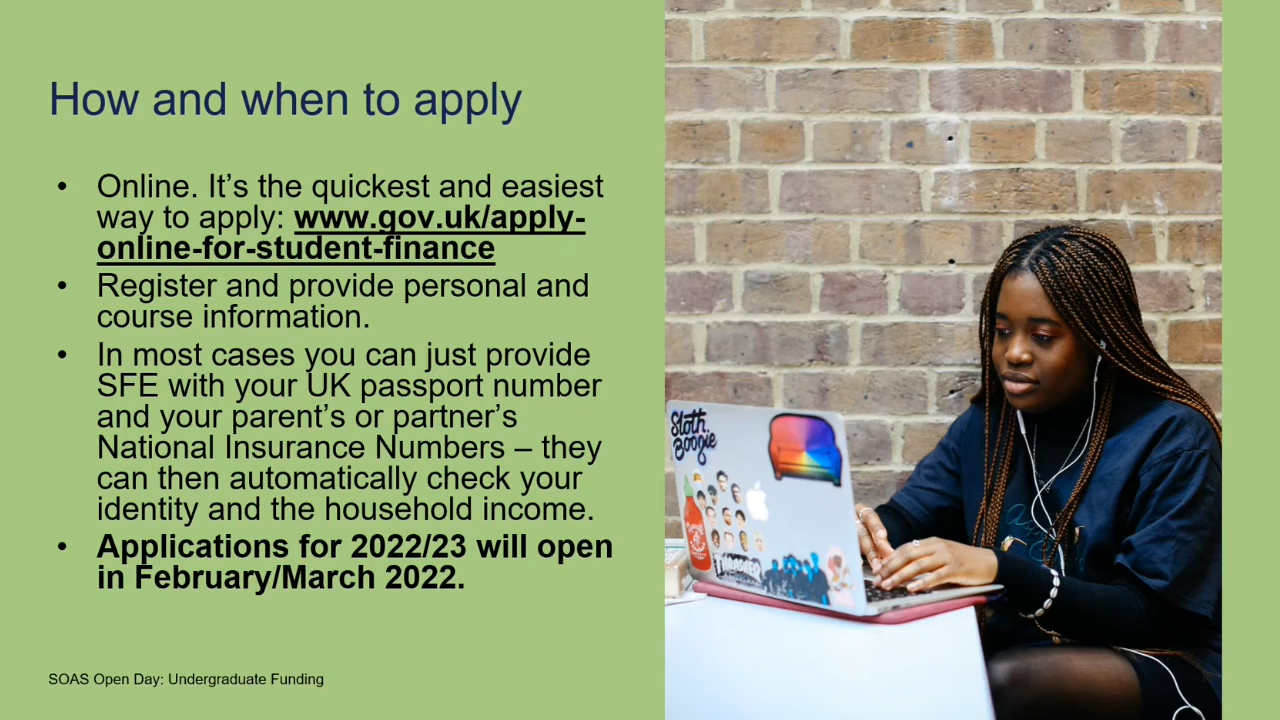 How and when to apply
• Online. It’s the quickest and easiest
way to apply: www.gov.uk/apply-
online-for-student-finance
• Register and provide personal and
course information.
• In most cases you can just provide
SFE with your UK passport number
and your parent’s or partner’s
National Insurance Numbers – they
can then automatically check your
identity and the household income.
• Applications for 2022/23 will open
in February/March 2022.
SOAS Open Day: Undergraduate Funding
Sloth
Boogie
THRASHER